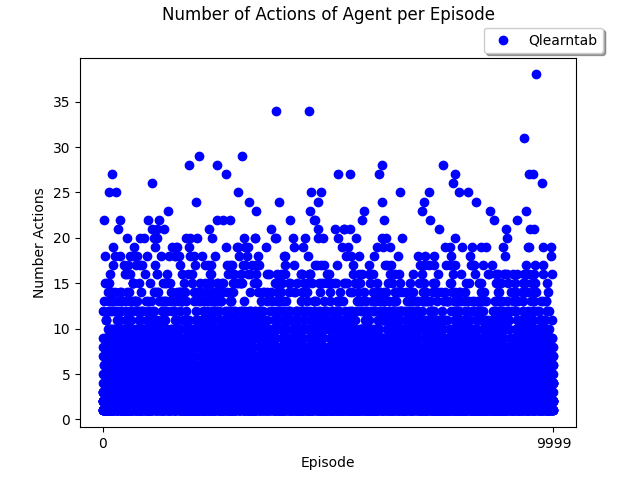 Number of Actions of Agent per Episode
Qlearntab
35
30
25
20
15
10
5
0
Number Actions
0 9999
Episode